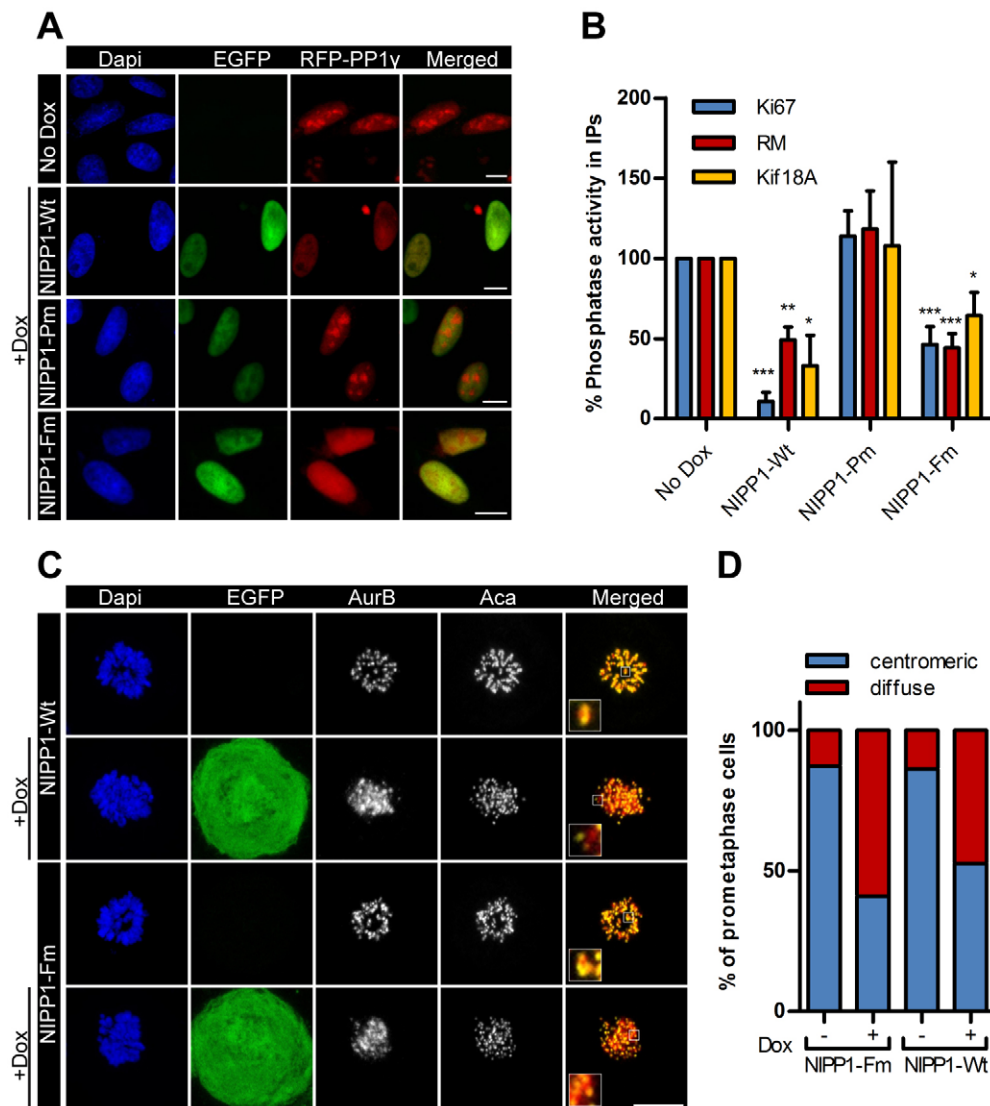 A
Dapi EGFP RFP-PP1γ Merged
No Dox
+Dox
NIPP1-Wt
NIPP1-Pm
NIPP1-Fm
B
% Phosphatase activity in IPs
200
150
100
50
0
Ki67
RM
Kif18A
***
**
*
***
***
*
No Dox
NIPP1-Wt
NIPP1-Pm
NIPP1-Fm
C
Dapi EGFP AurB Aca Merged
NIPP1-Wt
+Dox
NIPP1-Fm
+Dox
D
centromeric
diffuse
% of prometaphase cells
100
50
0
Dox - + - +
NIPP1-Fm NIPP1-Wt